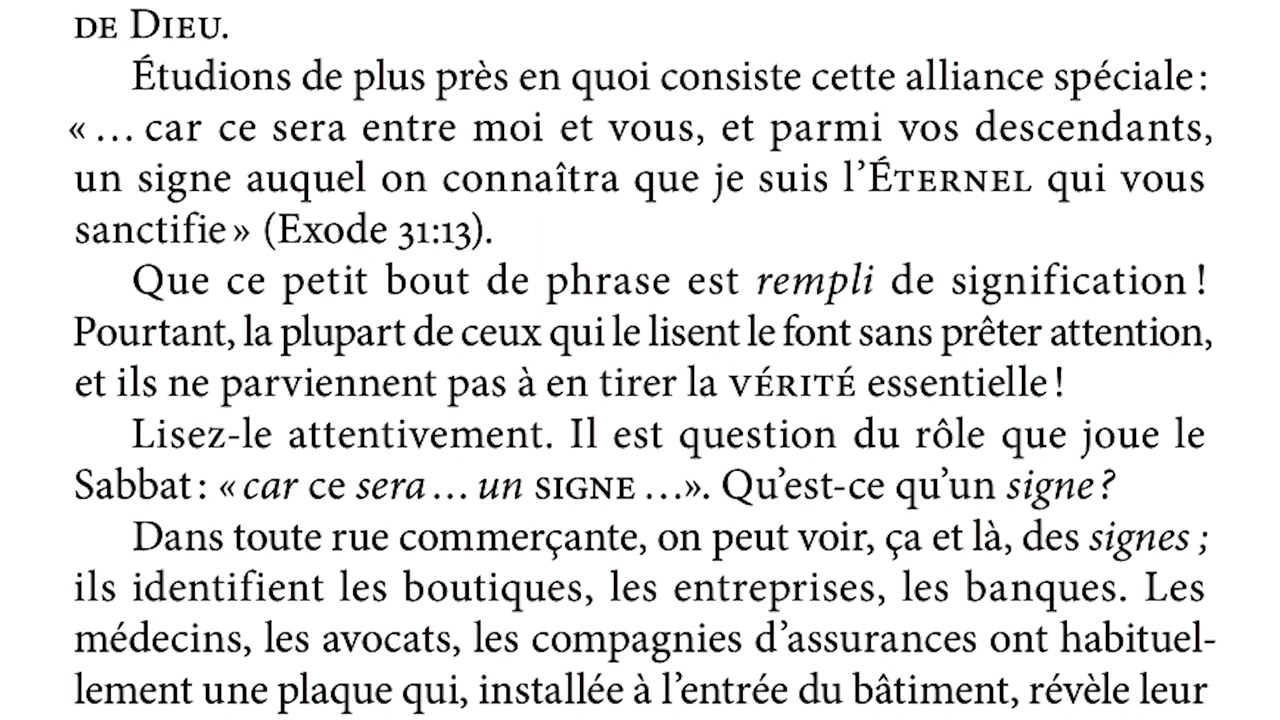 DE DIEU.
Étudions de plus près en quoi consiste cette alliance spéciale :
« … car ce sera entre moi et vous, et parmi vos descendants,
un signe auquel on connaîtra que je suis l’ÉTERNEL qui vous
sanctifie » (Exode 31:13).
Que ce petit bout de phrase est rempli de signification !
Pourtant, la plupart de ceux qui le lisent le font sans prêter attention,
et ils ne parviennent pas à en tirer la VÉRITÉ essentielle !
Lisez-le attentivement. Il est question du rôle que joue le
Sabbat : « car ce sera … un SIGNE …». Qu’est-ce qu’un signe ?
Dans toute rue commerçante, on peut voir, ça et là, des signes ;
ils identifient les boutiques, les entreprises, les banques. Les
médecins, les avocats, les compagnies d’assurances ont habituel-
lement une plaque qui, installée à l’entrée du bâtiment, révèle leur